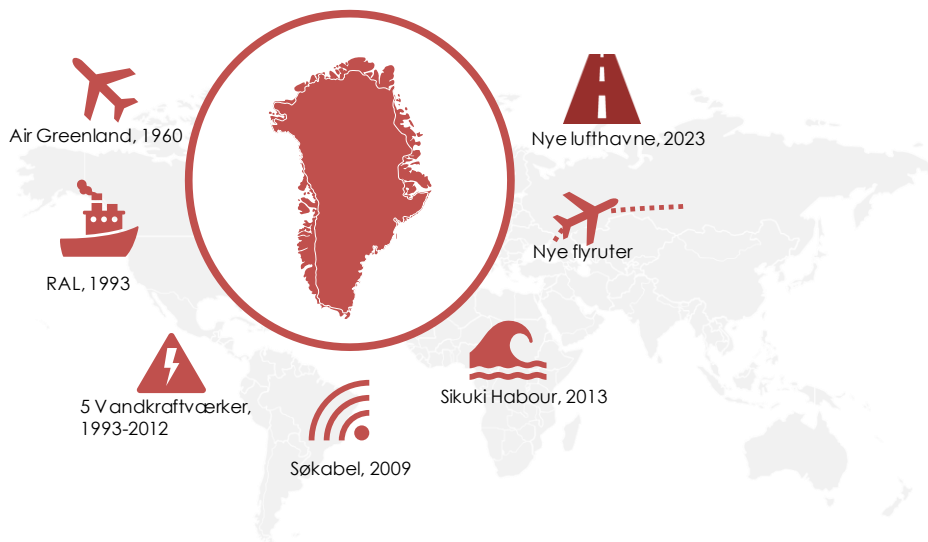 Air Greenland, 1960
RAL, 1993
5 Vandkraftværker,
1993-2012
Søkabel, 2009
Sikuki Habour, 2013
Nye flyruter
Nye lufthavne, 2023